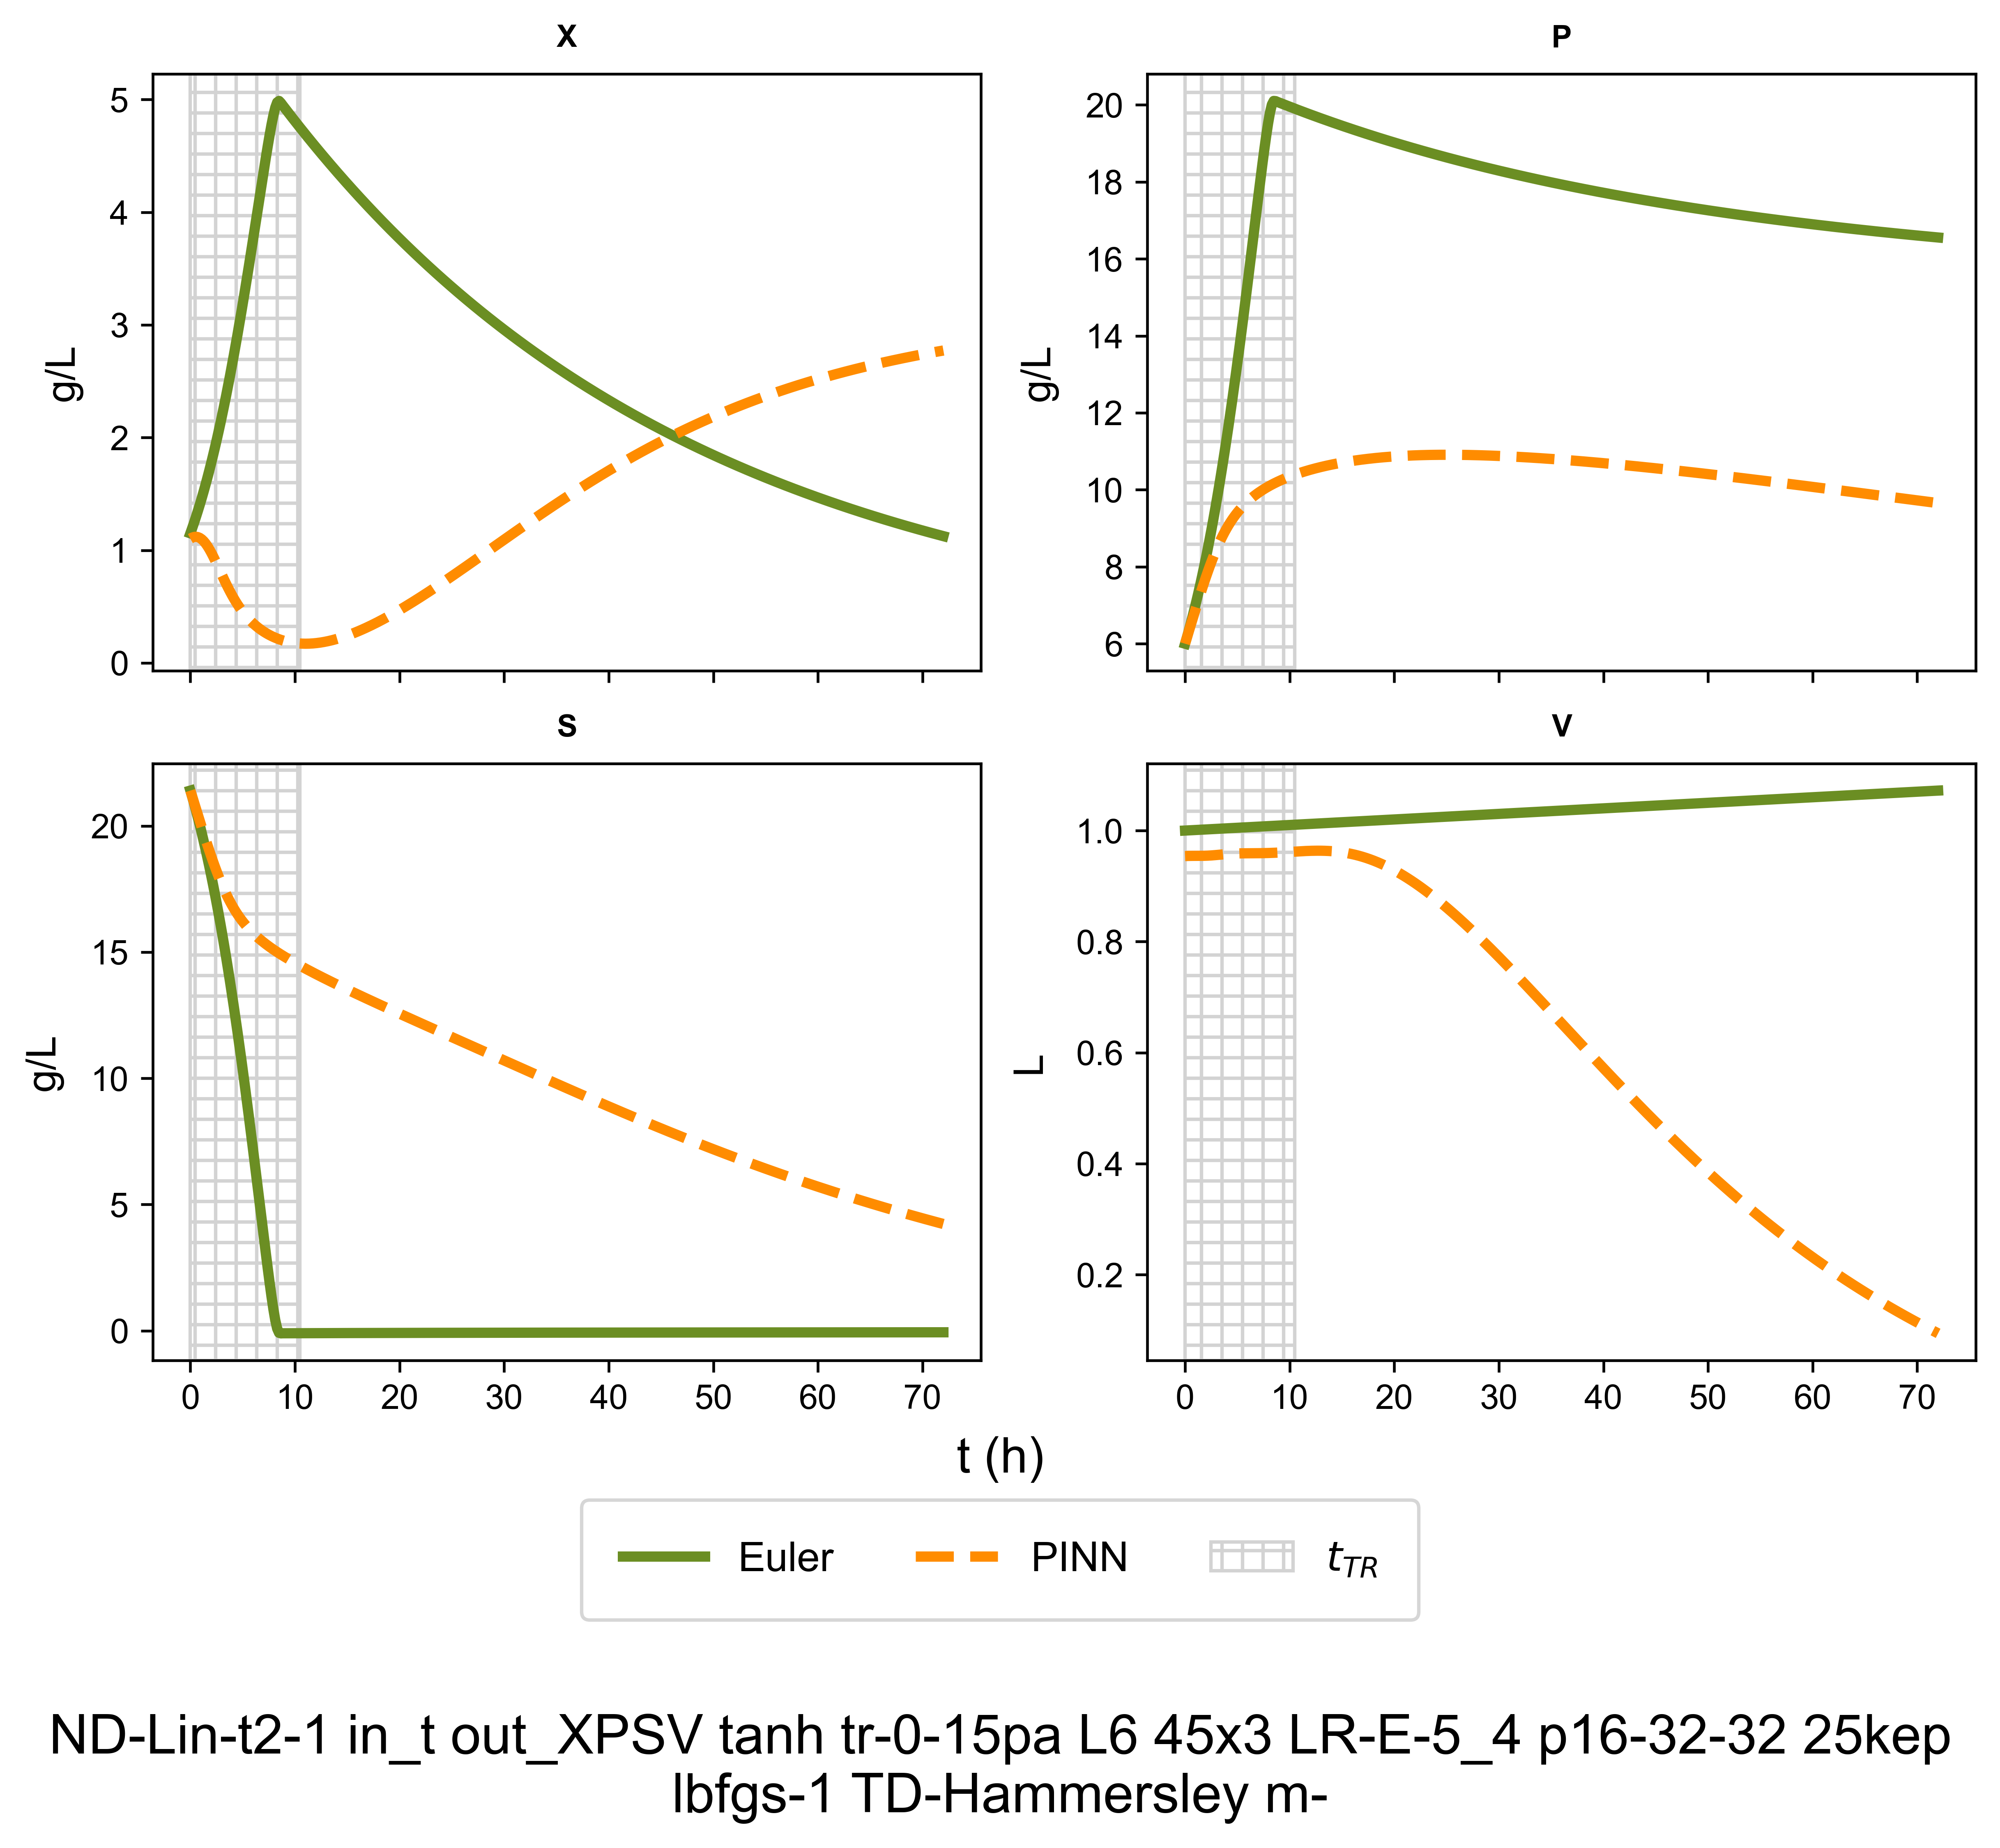 X
P
5
4
3
2
1
0
g/L
20
18
16
14
12
10
8
6
g/L
S
V
20
15
10
5
0
g/L
1.0
0.8
0.6
0.4
0.2
L
0 10 20 30 40 50 60 70
0 10 20 30 40 50 60 70
t (h)
Euler PINN t_TR
ND-Lin-t2-1 in_t out_XPSV tanh tr-0-15pa L6 45x3 LR-E-5_4 p16-32-32 25kep
lbfgs-1 TD-Hammersley m-